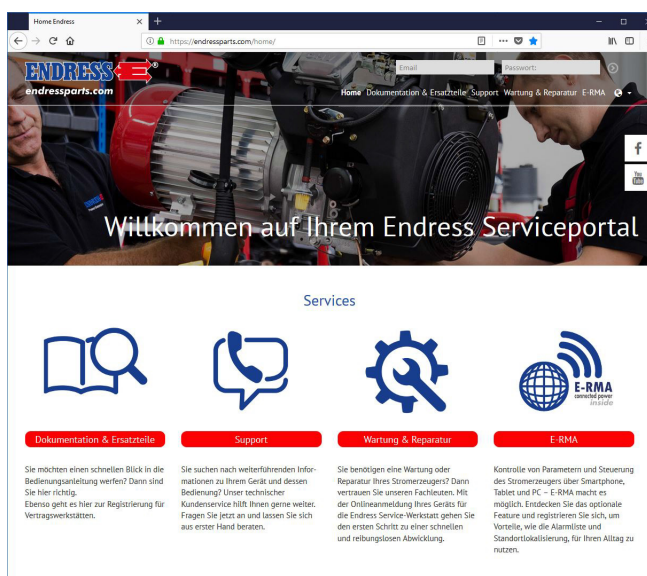 Home Endress
https://endressparts.com/home/
ENDRESS®
endressparts.com
Email
Passwort:
Home Dokumentation & Ersatzteile Support Wartung & Reparatur E-RMA
You
Tube
Willkommen auf Ihrem Endress Serviceportal
Services
E-RMA
connected power
inside
Dokumentation & Ersatzteile
Sie möchten einen schnellen Blick in die
Bedienungsanleitung werfen? Dann sind
Sie hier richtig.
Ebenso geht es hier zur Registrierung für
Vertragswerkstätten.
Support
Sie suchen nach weiterführenden Infor-
mationen zu Ihrem Gerät und dessen
Bedienung? Unser technischer
Kundenservice hilft Ihnen gerne weiter.
Fragen Sie jetzt an und lassen Sie sich
aus erster Hand beraten.
Wartung & Reparatur
Sie benötigen eine Wartung oder
Reparatur Ihres Stromerzeugers? Dann
vertrauen Sie unseren Fachleuten. Mit
der Onlineanmeldung Ihres Geräts für
die Endress Service-Werkstatt gehen Sie
den ersten Schritt zu einer schnellen
und reibungslosen Abwicklung.
E-RMA
Kontrolle von Parametern und Steuerung
des Stromerzeugers über Smartphone,
Tablet und PC – E-RMA macht es
möglich. Entdecken Sie das optionale
Feature und registrieren Sie sich, um
Vorteile, wie die Alarmliste und
Standortlokalisierung, für Ihren Alltag zu
nutzen.